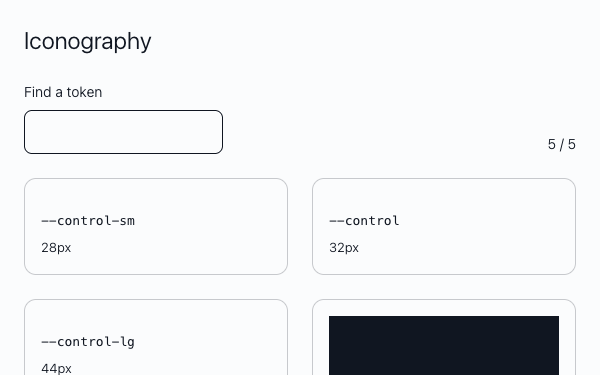 Iconography
Find a token
5 / 5
--control-sm
28px
--control
32px
--control-lg
44px